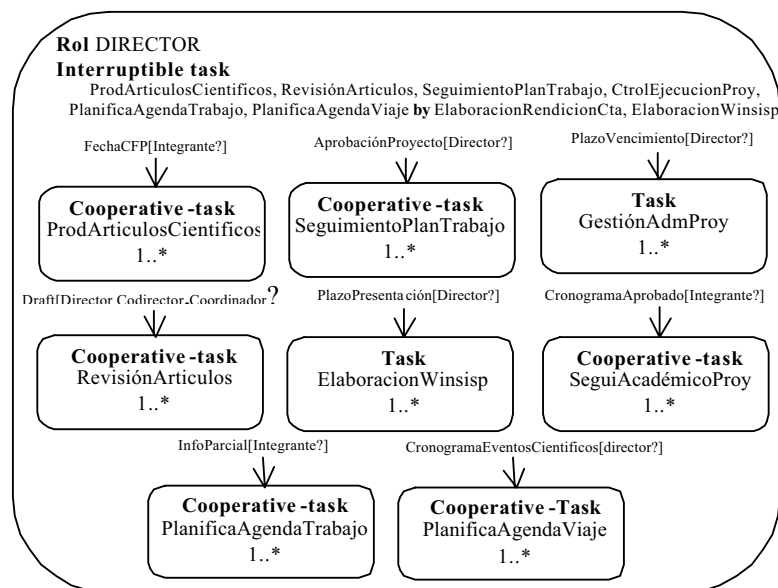 Rol DIRECTOR
Interruptible task
ProdArticulosCientificos, RevisiónArticulos, SeguimientoPlanTrabajo, CtrolEjecucionProy,
PlanificaAgendaTrabajo, PlanificaAgendaViaje by ElaboracionRendicionCta, ElaboracionWinsisp
FechaCFP[Integrante?]
AprobaciónProyecto[Director?]
PlazoVencimiento[Director?]
Cooperative-task
ProdArticulosCientificos
1..*
Cooperative-task
SeguimientoPlanTrabajo
1..*
Task
GestiónAdmProy
1..*
Draft[Director,Codirector,Coordinador?
PlazoPresentación[Director?]
CronogramaAprobado[Integrante?]
Cooperative-task
RevisiónArticulos
1..*
Task
ElaboracionWinsisp
1..*
Cooperative-task
SeguiAcadémicoProy
1..*
InfoParcial[Integrante?]
CronogramaEventosCientificos[director?]
Cooperative-task
PlanificaAgendaTrabajo
1..*
Cooperative-Task
PlanificaAgendaViaje
1..*